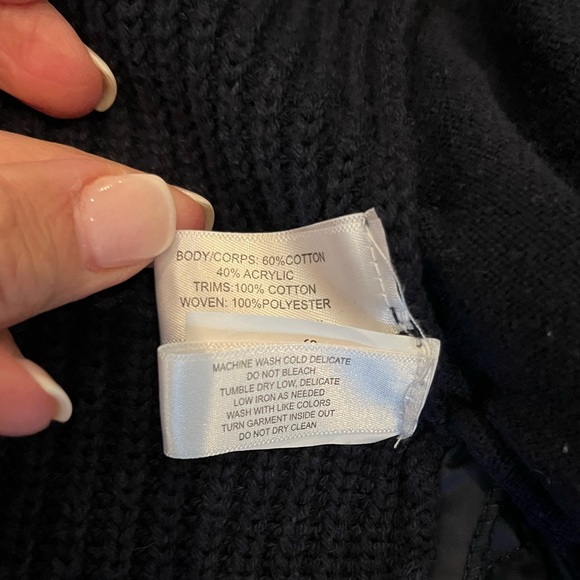 BODY/CORPS: 60%COTTON
40% ACRYLIC
TRIMS:100% COTTON
WOVEN: 100%POLYESTER
MACHINE WASH COLD DELICATE
DO NOT BLEACH
TUMBLE DRY LOW, DELICATE
LOW IRON AS NEEDED
WASH WITH LIKE COLORS
TURN GARMENT INSIDE OUT
DO NOT DRY CLEAN